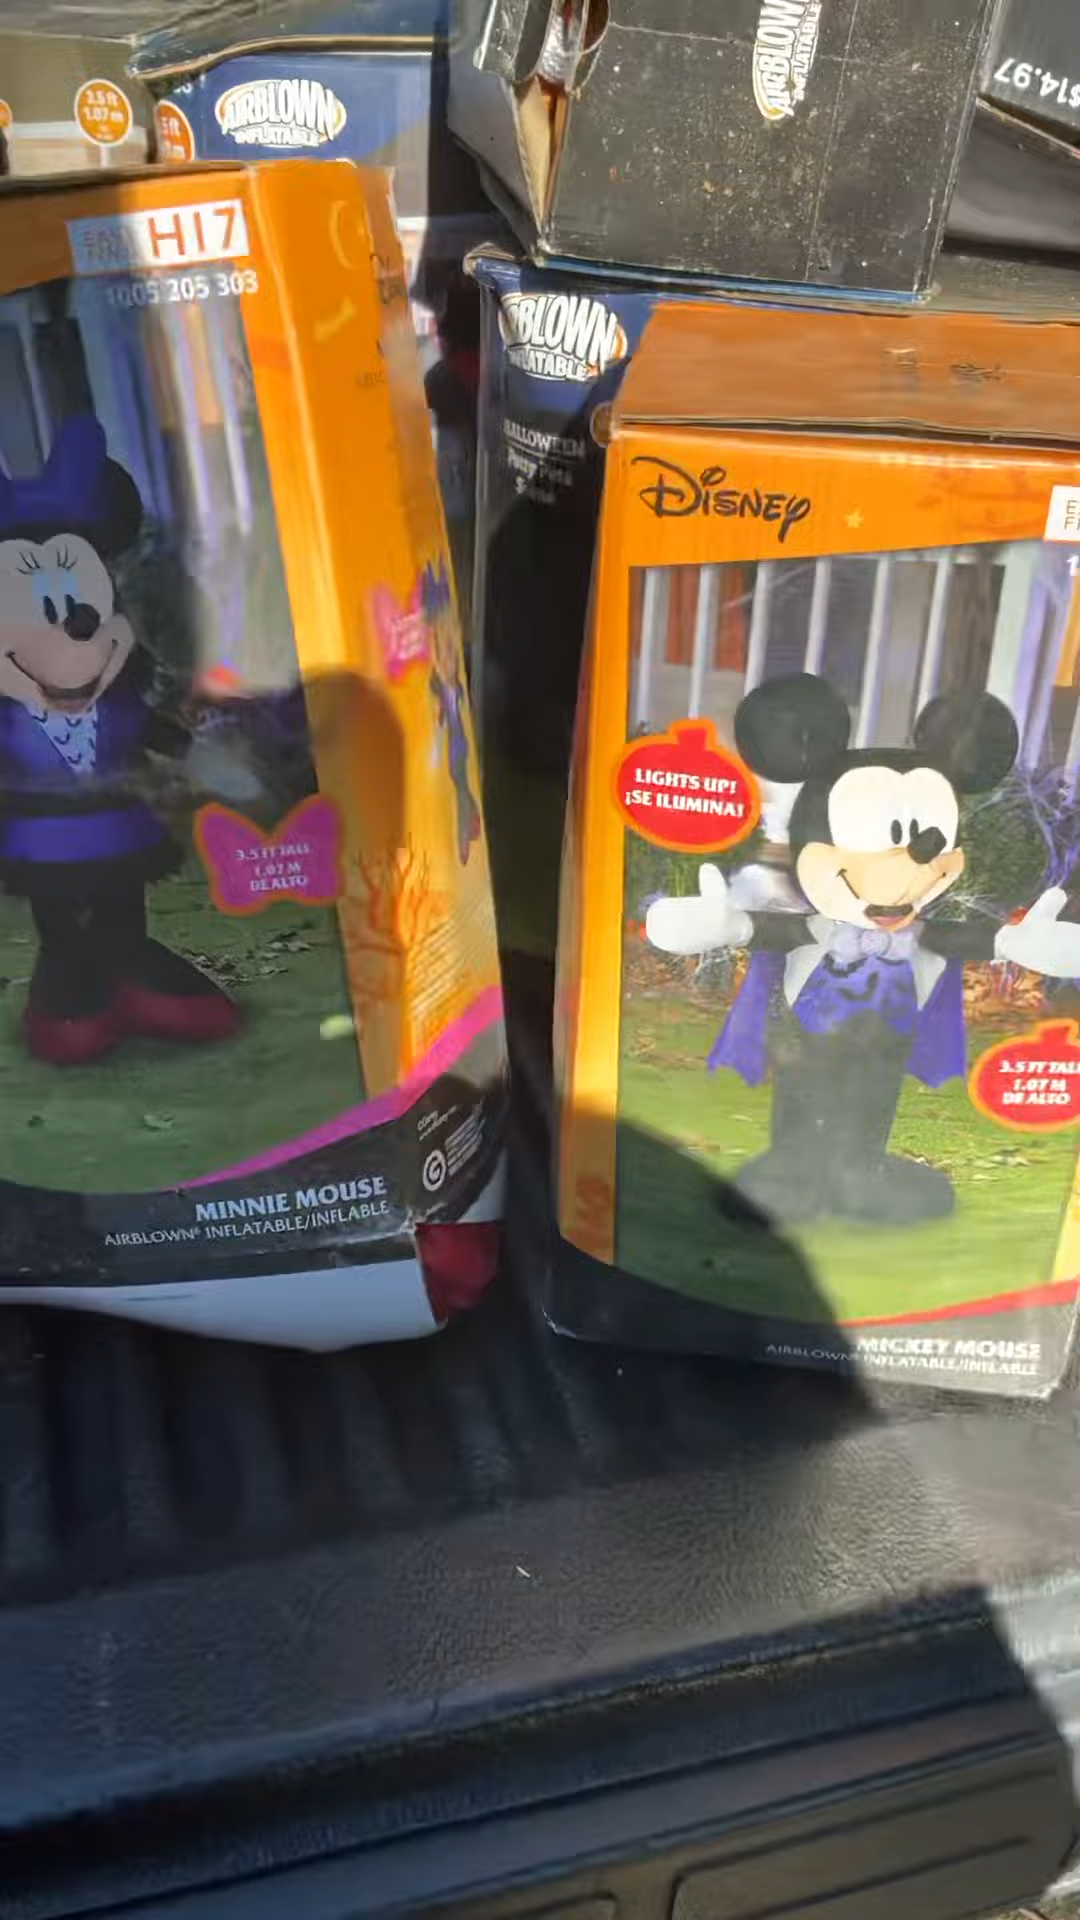 3.5 ft
1.07 m
AIRBLOWN
INFLATABLE
AIRBLOWN
INFLATABLE
$14.97
H17
1005 205 303
AIRBLOWN
INFLATABLE
HALLOWEEN
DISNEY
LIGHTS UP!
¡SE ILUMINA!
3.5 FT TALL
1.07 M
DE ALTO
3.5 FT TALL
1.07 M
DE ALTO
MINNIE MOUSE
AIRBLOWN® INFLATABLE/INFLABLE
MICKEY MOUSE
AIRBLOWN® INFLATABLE/INFLABLE